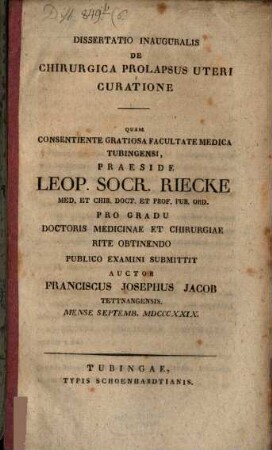 DISSERTATIO INAUGURALIS
DE
CHIRURGICA PROLAPSUS UTERI
CURATIONE
QUAM
CONSENTIENTE GRATIOSA FACULTATE MEDICA
TUBINGENSI,
PRAESIDE
LEOP. SOCR. RIECKE
MED. ET CHIR. DOCT. ET PROF. PUB. ORD.
PRO GRADU
DOCTORIS MEDICINAE ET CHIRURGIAE
RITE OBTINENDO
PUBLICO EXAMINI SUBMITTIT
AUCTOR
FRANCISCUS JOSEPHUS JACOB
TETTNANGENSIS.
MENSE SEPTEMB. MDCCCXXIX.
TUBINGAE,
TYPIS SCHOENHARDTIANIS.